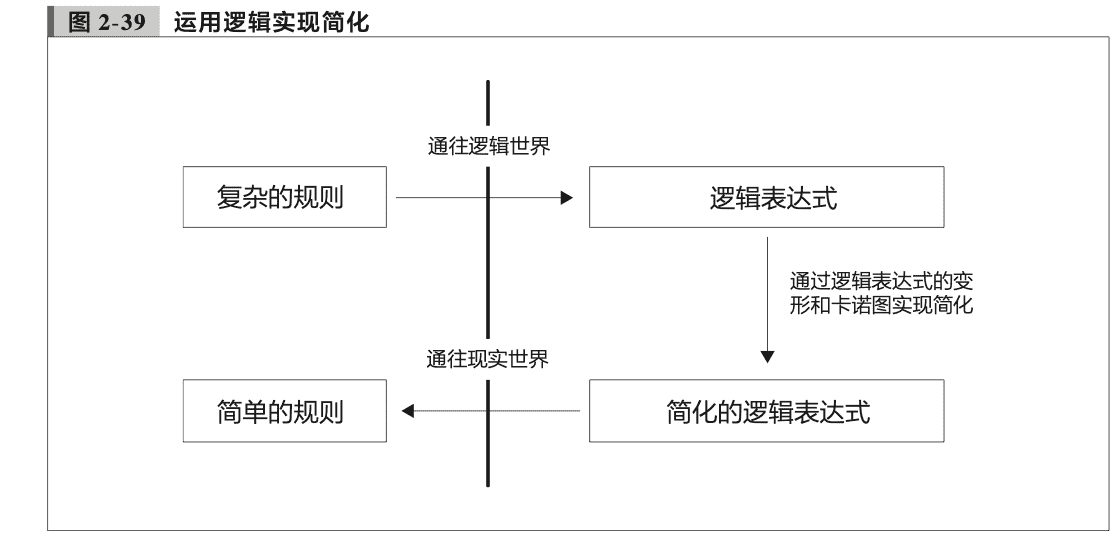 图 2-39 运用逻辑实现简化
通往逻辑世界
复杂的规则
逻辑表达式
通过逻辑表达式的变
形和卡诺图实现简化
通往现实世界
简单的规则
简化的逻辑表达式